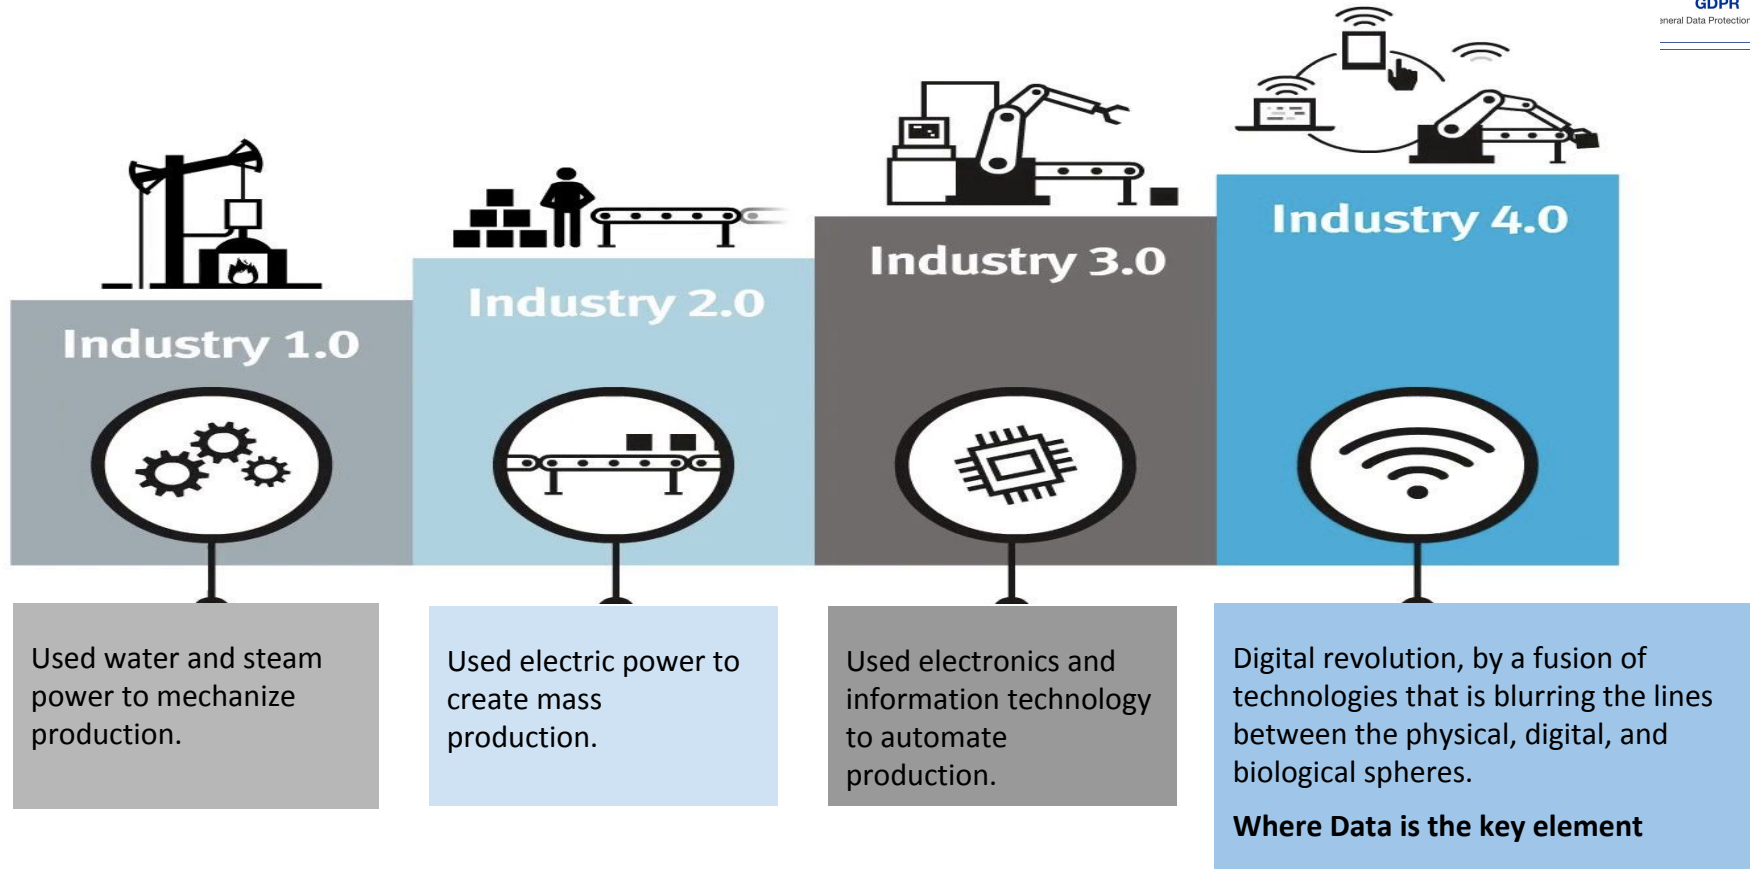 GDPR
eneral Data Protection
Industry 4.0
Industry 3.0
Industry 2.0
Industry 1.0
Used water and steam
power to mechanize
production.
Used electric power to
create mass
production.
Used electronics and
information technology
to automate
production.
Digital revolution, by a fusion of
technologies that is blurring the lines
between the physical, digital, and
biological spheres.
Where Data is the key element